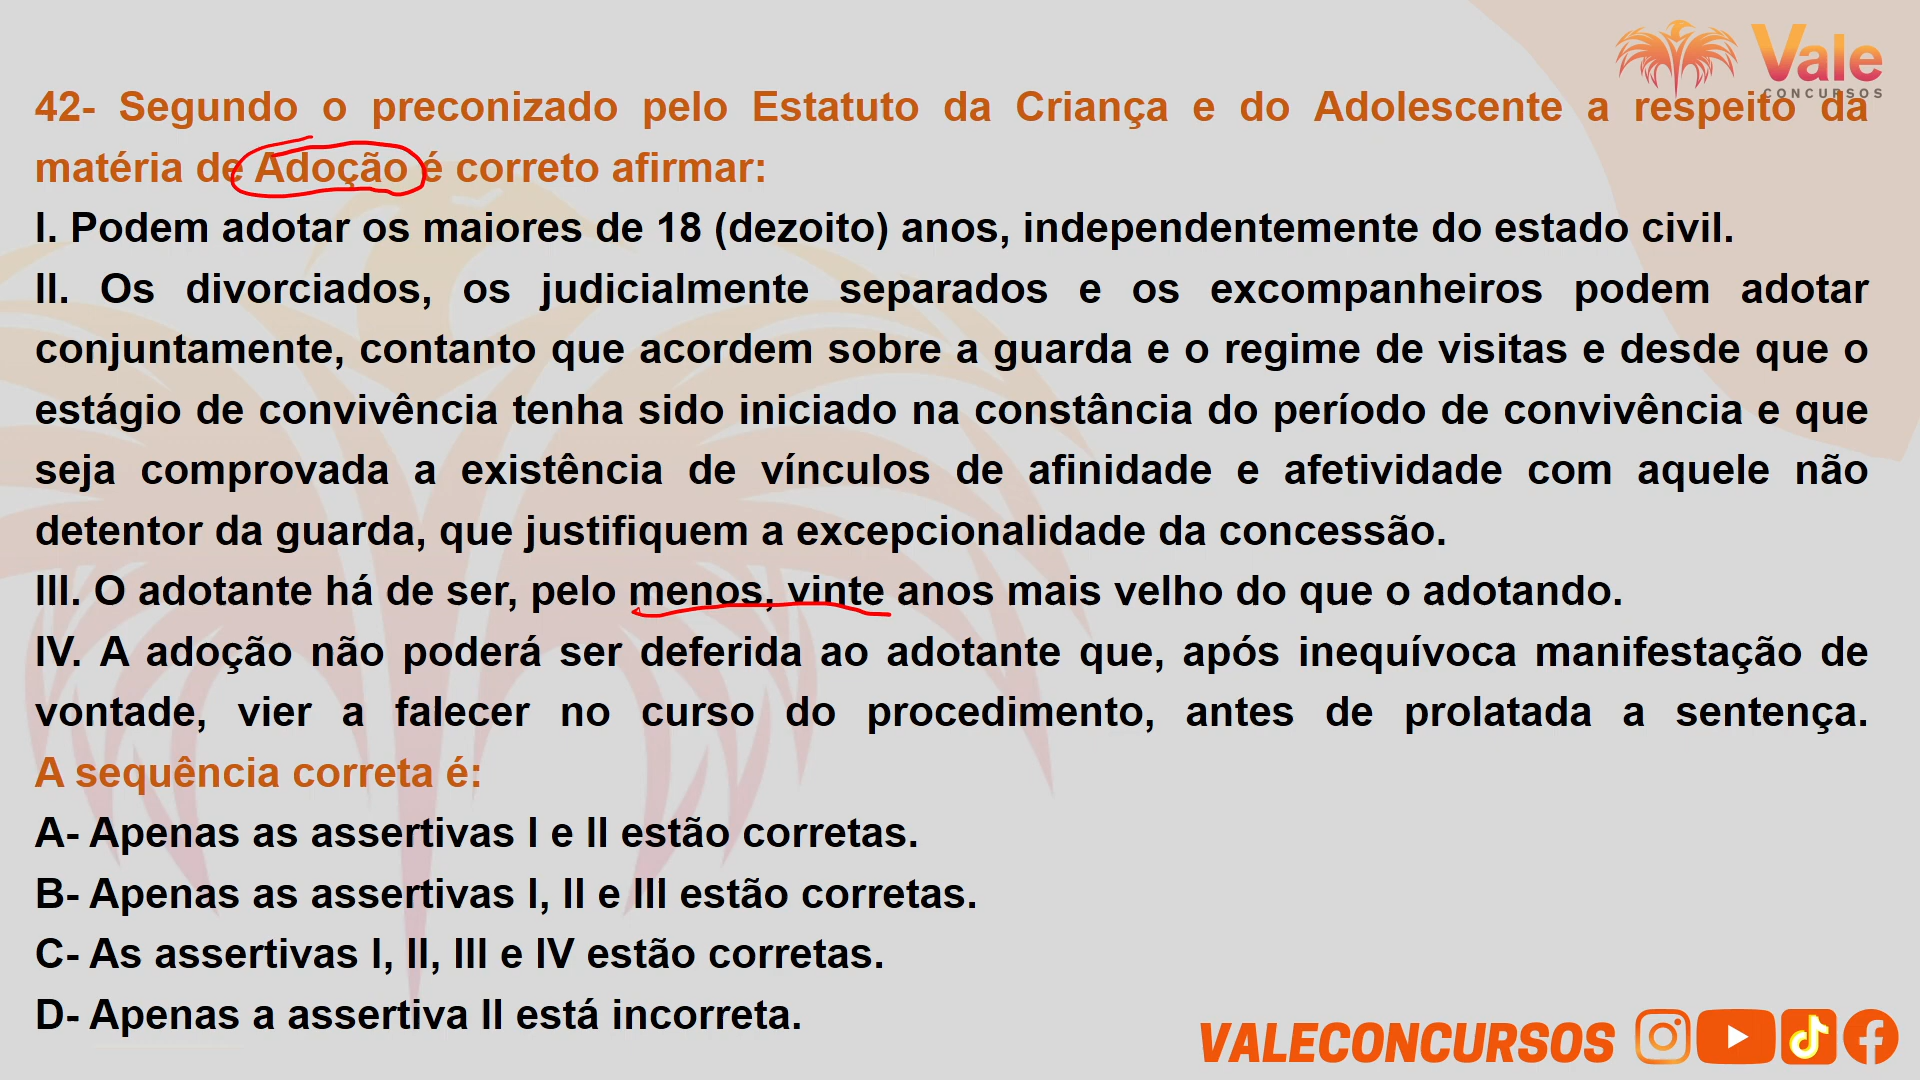 Vale
CONCURSOS
42- Segundo o preconizado pelo Estatuto da Criança e do Adolescente a respeito da
matéria de Adoção é correto afirmar:
I. Podem adotar os maiores de 18 (dezoito) anos, independentemente do estado civil.
II. Os divorciados, os judicialmente separados e os excompanheiros podem adotar
conjuntamente, contanto que acordem sobre a guarda e o regime de visitas e desde que o
estágio de convivência tenha sido iniciado na constância do período de convivência e que
seja comprovada a existência de vínculos de afinidade e afetividade com aquele não
detentor da guarda, que justifiquem a excepcionalidade da concessão.
III. O adotante há de ser, pelo menos, vinte anos mais velho do que o adotando.
IV. A adoção não poderá ser deferida ao adotante que, após inequívoca manifestação de
vontade, vier a falecer no curso do procedimento, antes de prolatada a sentença.
A sequência correta é:
A- Apenas as assertivas I e II estão corretas.
B- Apenas as assertivas I, II e III estão corretas.
C- As assertivas I, II, III e IV estão corretas.
D- Apenas a assertiva II está incorreta.
VALECONCURSOS